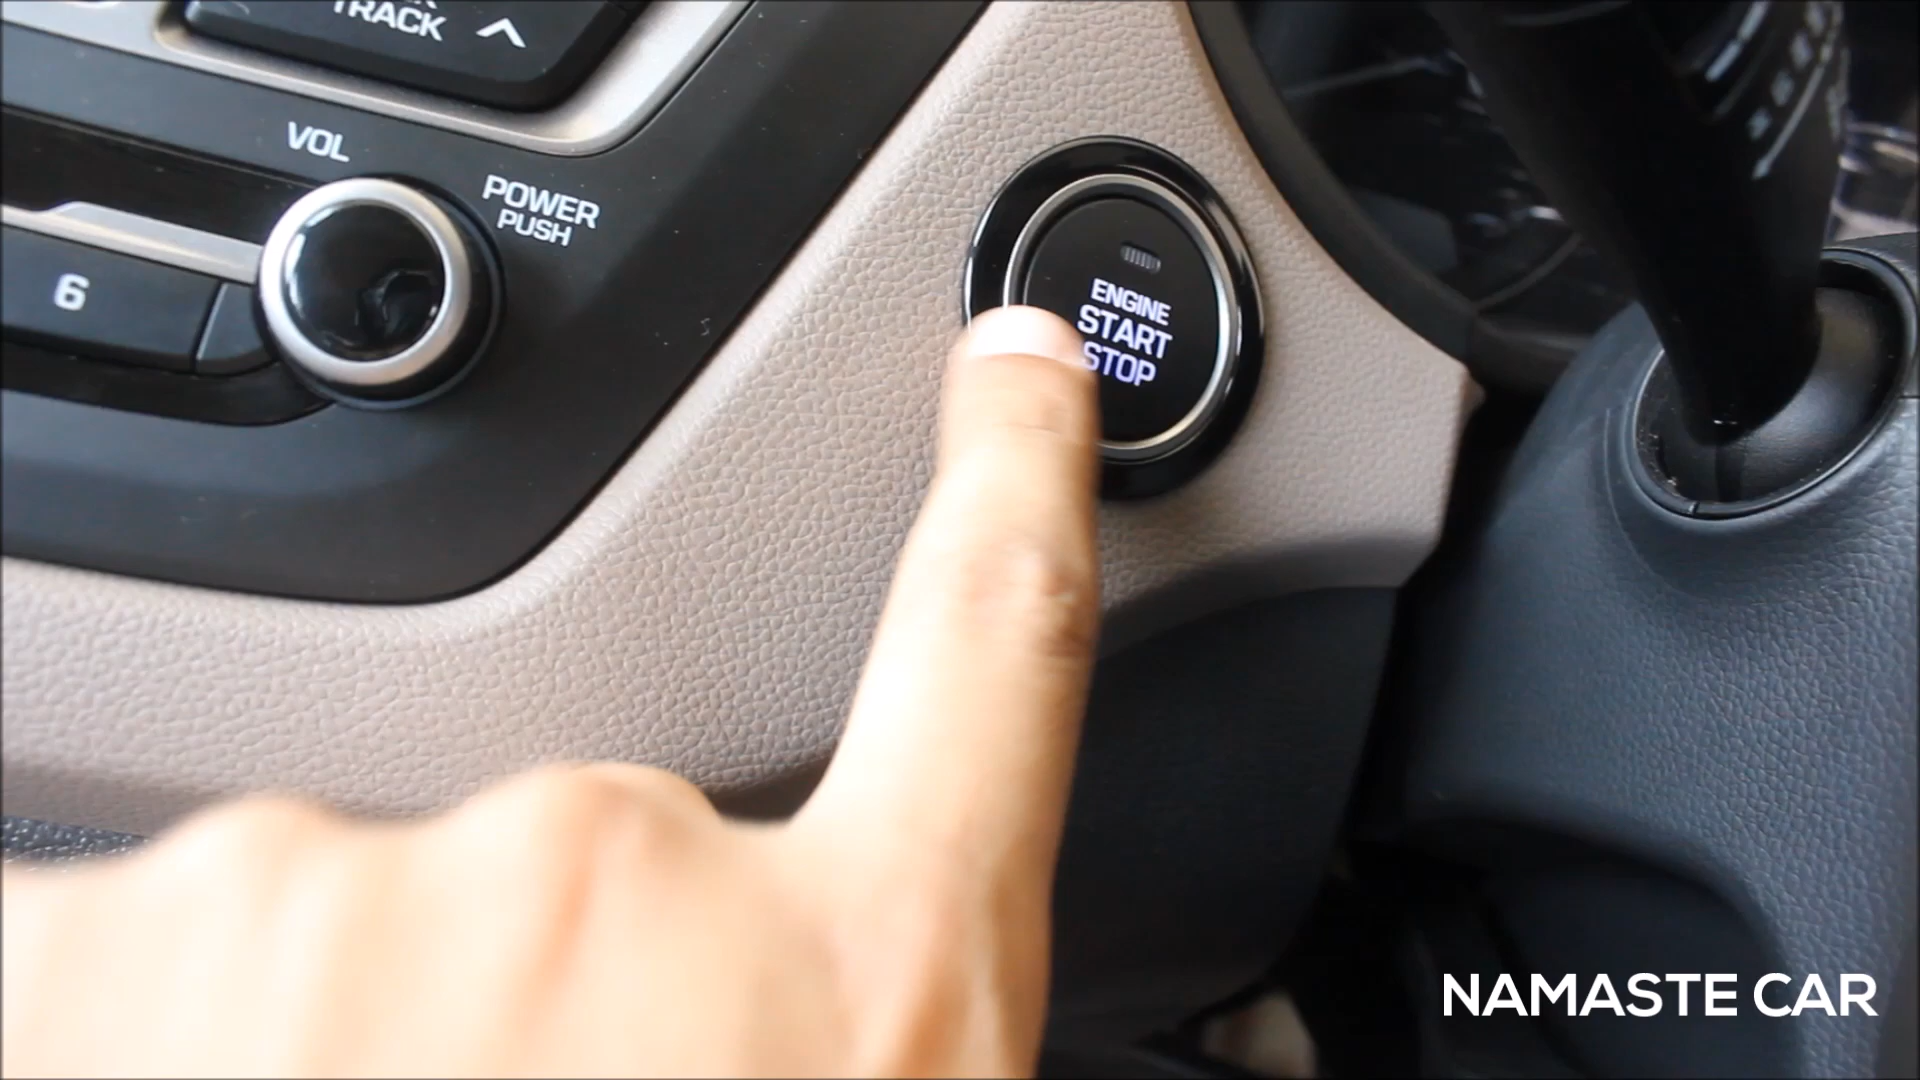 TRACK
VOL
POWER
PUSH
6
ENGINE
START
STOP
NAMASTE CAR